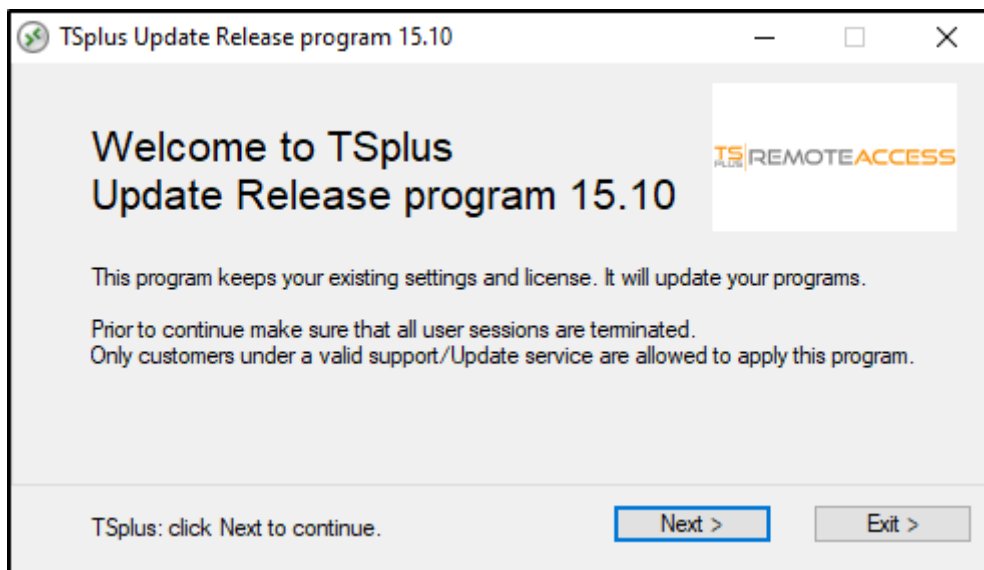 TSplus Update Release program 15.10
Welcome to TSplus
Update Release program 15.10
TS PLUS REMOTEACCESS
This program keeps your existing settings and license. It will update your programs.
Prior to continue make sure that all user sessions are terminated.
Only customers under a valid support/Update service are allowed to apply this program.
TSplus: click Next to continue.
Next >
Exit >